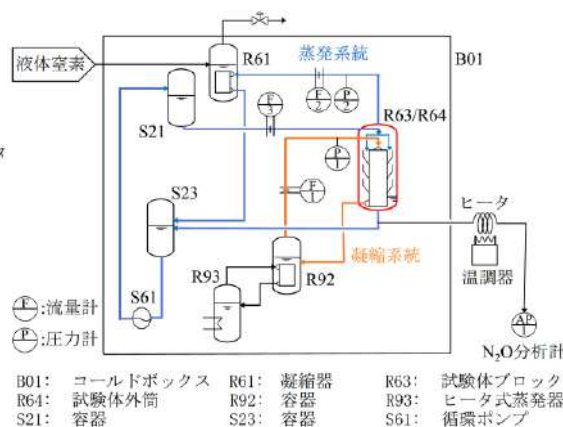 蒸発系統
B01
液体窒素
R61
F
2
P
2
F
3
R63/R64
S21
P
1
タ
F
1
S23
ヒータ
R93
凝縮系統
R92
温調器
S61
F:流量計
P:圧力計
AP
1
N₂O分析計
B01: コールドボックス R61: 凝縮器 R63: 試験体ブロック
R64: 試験体外筒 R92: 容器 R93: ヒータ式蒸発器
S21: 容器 S23: 容器 S61: 循環ポンプ